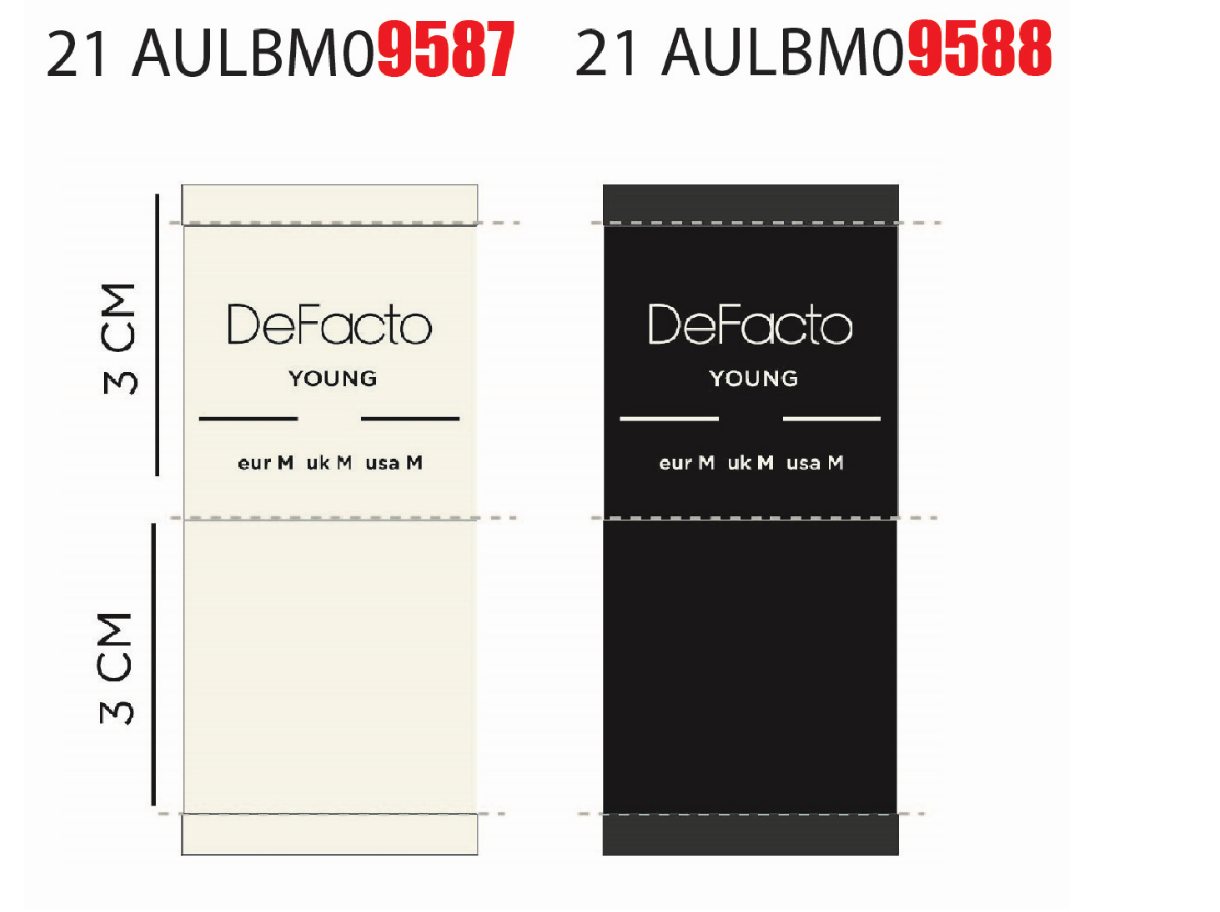 21 AULBM09587 21 AULBM09588
3 CM
DeFacto
YOUNG
eur M uk M usa M
3 CM
DeFacto
YOUNG
eur M uk M usa M